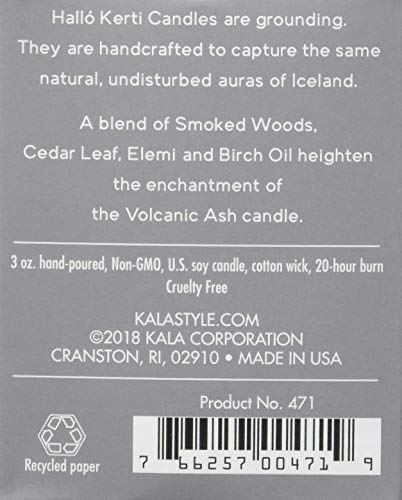 Halló Kerti Candles are grounding.
They are handcrafted to capture the same
natural, undisturbed auras of Iceland.
A blend of Smoked Woods,
Cedar Leaf, Elemi and Birch Oil heighten
the enchantment of
the Volcanic Ash candle.
3 oz. hand-poured, Non-GMO, U.S. soy candle, cotton wick, 20-hour burn
Cruelty Free
KALASTYLE.COM
©2018 KALA CORPORATION
CRANSTON, RI, 02910 • MADE IN USA
Product No. 471
Recycled paper
7 66257 00471 9